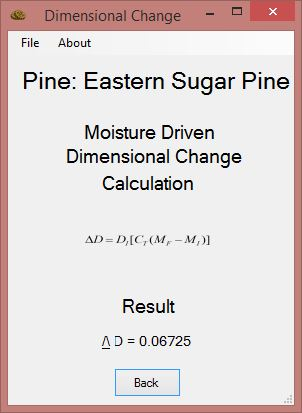 Dimensional Change
File About
Pine: Eastern Sugar Pine
Moisture Driven
Dimensional Change
Calculation
ΔD = D_I[C_T(M_F − M_I)]
Result
Δ D = 0.06725
Back